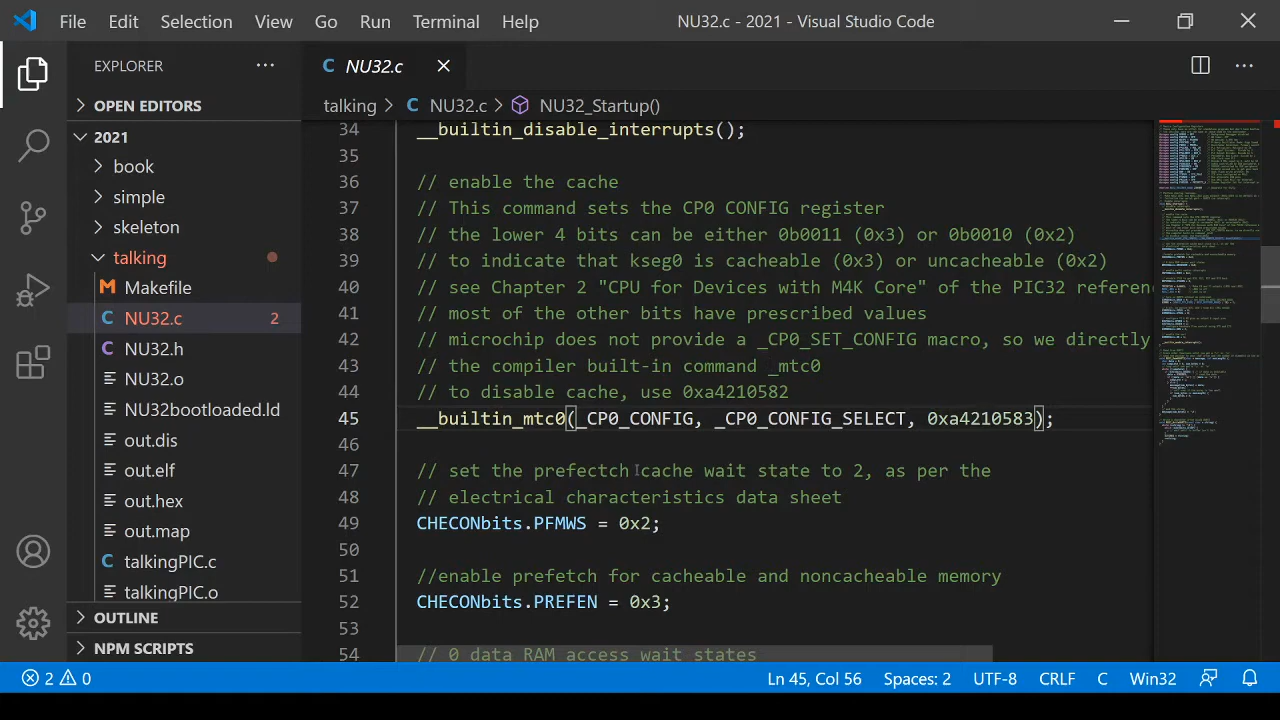 File Edit Selection View Go Run Terminal Help NU32.c - 2021 - Visual Studio Code
EXPLORER
OPEN EDITORS
2021
book
simple
skeleton
talking
Makefile
NU32.c 2
NU32.h
NU32.o
NU32bootloaded.ld
out.dis
out.elf
out.hex
out.map
talkingPIC.c
talkingPIC.o
OUTLINE
NPM SCRIPTS
NU32.c
talking > NU32.c > NU32_Startup()
34 __builtin_disable_interrupts();
35
36 // enable the cache
37 // This command sets the CP0 CONFIG register
38 // the lower 4 bits can be either 0b0011 (0x3) or 0b0010 (0x2)
39 // to indicate that kseg0 is cacheable (0x3) or uncacheable (0x2)
40 // see Chapter 2 "CPU for Devices with M4K Core" of the PIC32 referenc
41 // most of the other bits have prescribed values
42 // microchip does not provide a _CP0_SET_CONFIG macro, so we directly
43 // the compiler built-in command _mtc0
44 // to disable cache, use 0xa4210582
45 __builtin_mtc0(_CP0_CONFIG, _CP0_CONFIG_SELECT, 0xa4210583);
46
47 // set the prefectch cache wait state to 2, as per the
48 // electrical characteristics data sheet
49 CHECONbits.PFMWS = 0x2;
50
51 //enable prefetch for cacheable and noncacheable memory
52 CHECONbits.PREFEN = 0x3;
53
54 // 0 data RAM access wait states
2 0 Ln 45, Col 56 Spaces: 2 UTF-8 CRLF C Win32